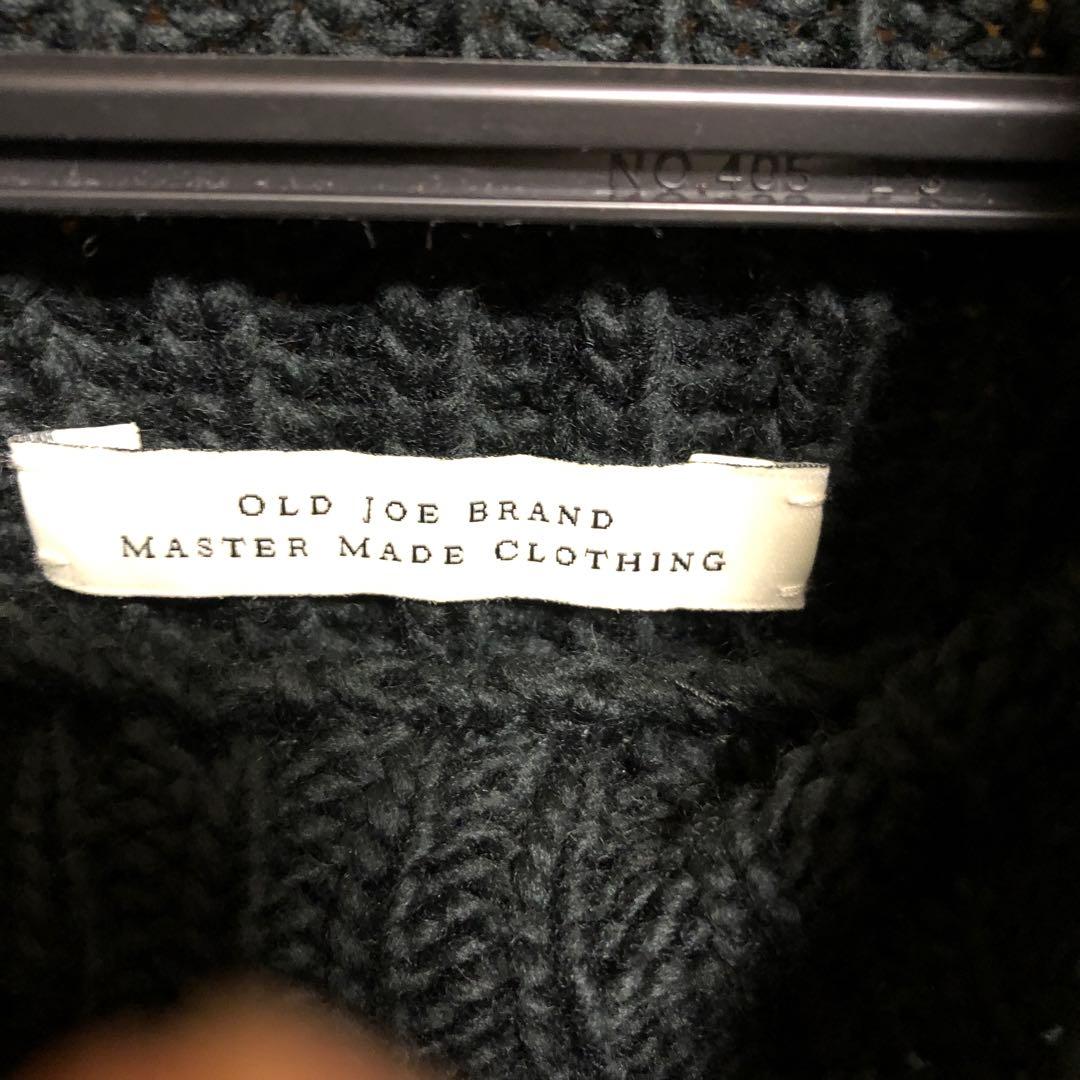 NO.405
OLD JOE BRAND
MASTER MADE CLOTHING